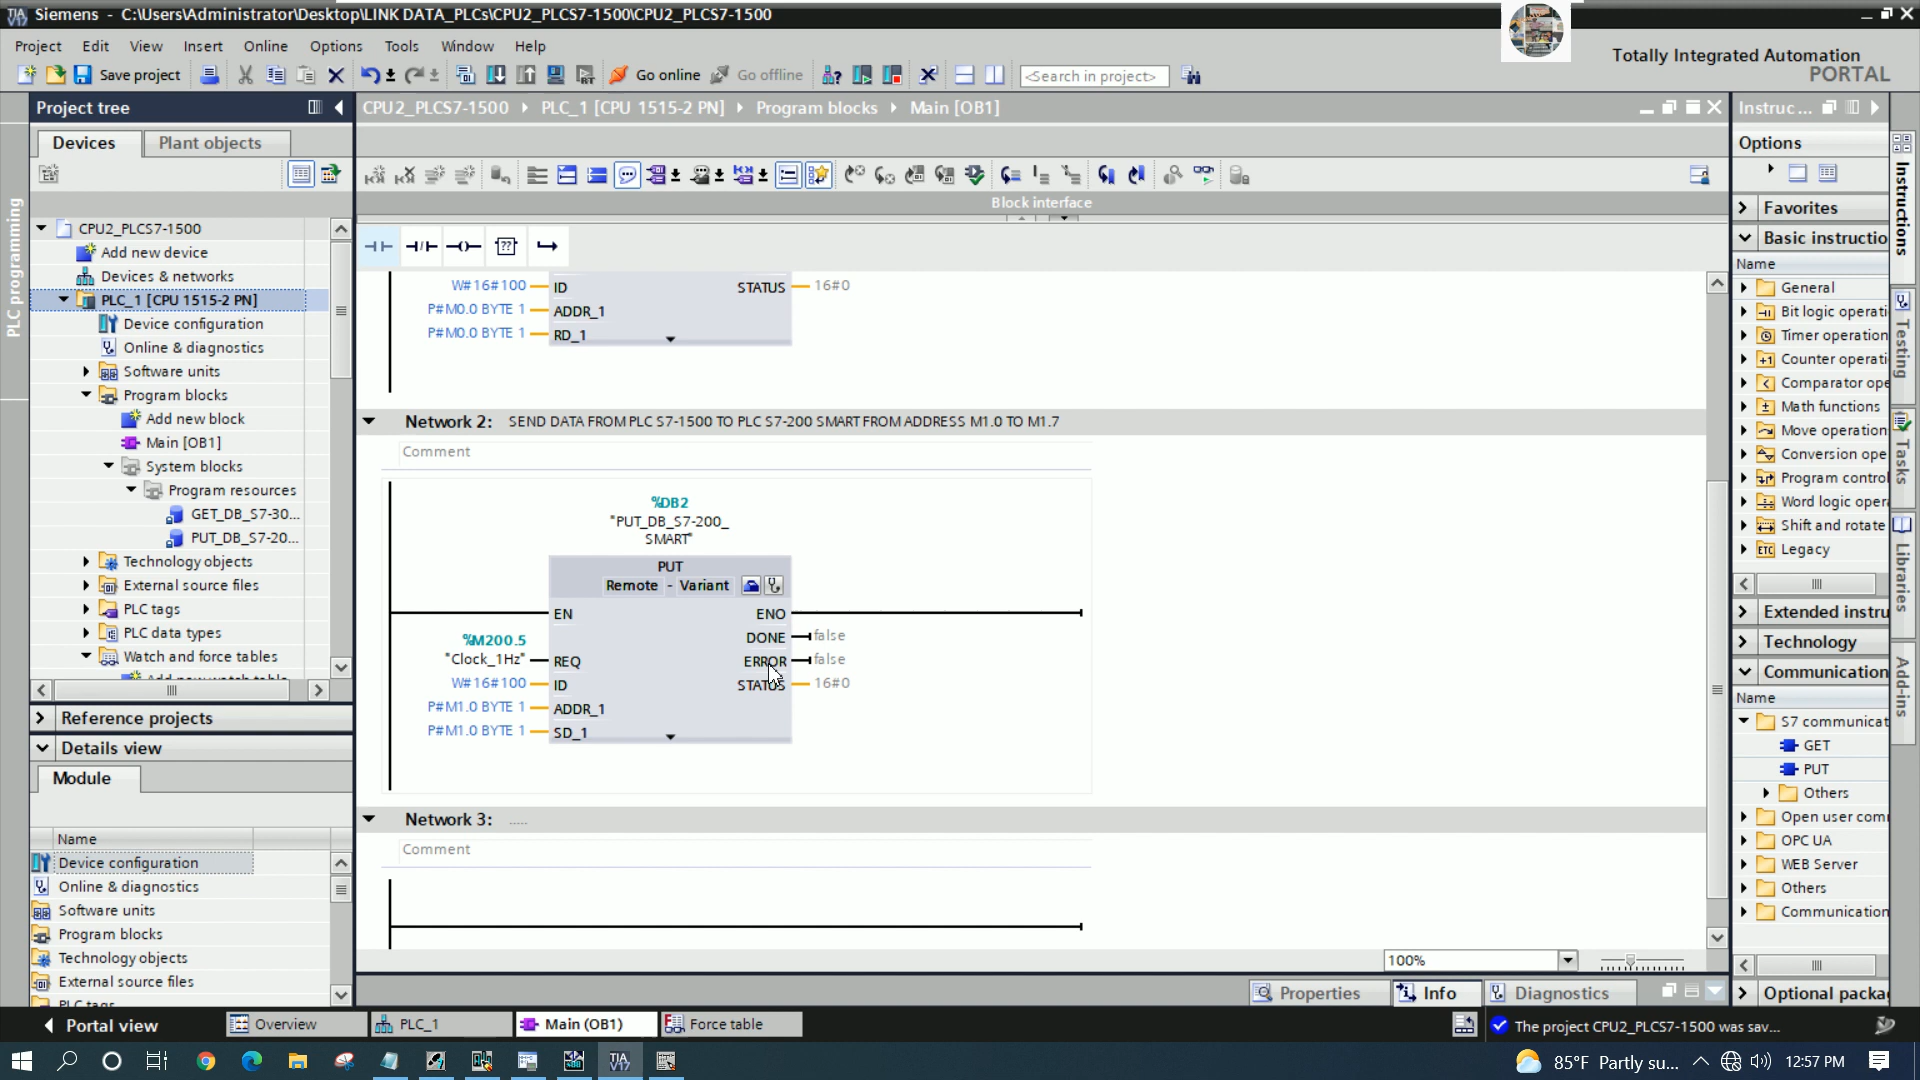 Siemens - C:\Users\Administrator\Desktop\LINK DATA_PLCs\CPU2_PLCS7-1500\CPU2_PLCS7-1500
Project Edit View Insert Online Options Tools Window Help
Totally Integrated Automation
PORTAL
Save project
Go online
Go offline
<Search in project>
Project tree
CPU2_PLCS7-1500 PLC_1 [CPU 1515-2 PN] Program blocks Main [OB1]
Instruc...
Devices
Plant objects
Options
Block interface
PLC programming
CPU2_PLCS7-1500
Add new device
Devices & networks
PLC_1 [CPU 1515-2 PN]
Device configuration
Online & diagnostics
Software units
Program blocks
Add new block
Main [OB1]
System blocks
Program resources
GET_DB_S7-30...
PUT_DB_S7-20...
Technology objects
External source files
PLC tags
PLC data types
Watch and force tables
Reference projects
Details view
Module
Name
Device configuration
Online & diagnostics
Software units
Program blocks
Technology objects
External source files
PLC tags
W#16#100 ID STATUS 16#0
P#M0.0 BYTE 1 ADDR_1
P#M0.0 BYTE 1 RD_1
Network 2: SEND DATA FROM PLC S7-1500 TO PLC S7-200 SMART FROM ADDRESS M1.0 TO M1.7
Comment
%DB2
"PUT_DB_S7-200_
SMART"
PUT
Remote - Variant
EN ENO
DONE false
%M200.5
"Clock_1Hz" REQ ERROR false
W#16#100 ID STATUS 16#0
P#M1.0 BYTE 1 ADDR_1
P#M1.0 BYTE 1 SD_1
Network 3: .....
Comment
100%
Properties
Info
Diagnostics
Favorites
Basic instructio
Name
General
Bit logic operati
Timer operation
Counter operati
Comparator ope
Math functions
Move operation
Conversion ope
Program control
Word logic oper
Shift and rotate
Legacy
Extended instru
Technology
Communication
Name
S7 communicat
GET
PUT
Others
Open user com
OPC UA
WEB Server
Others
Communication
Optional packa
Instructions
Testing
Tasks
Libraries
Add-ins
Portal view
Overview
PLC_1
Main (OB1)
Force table
The project CPU2_PLCS7-1500 was sav...
TIA
V17
85°F Partly su...
12:57 PM